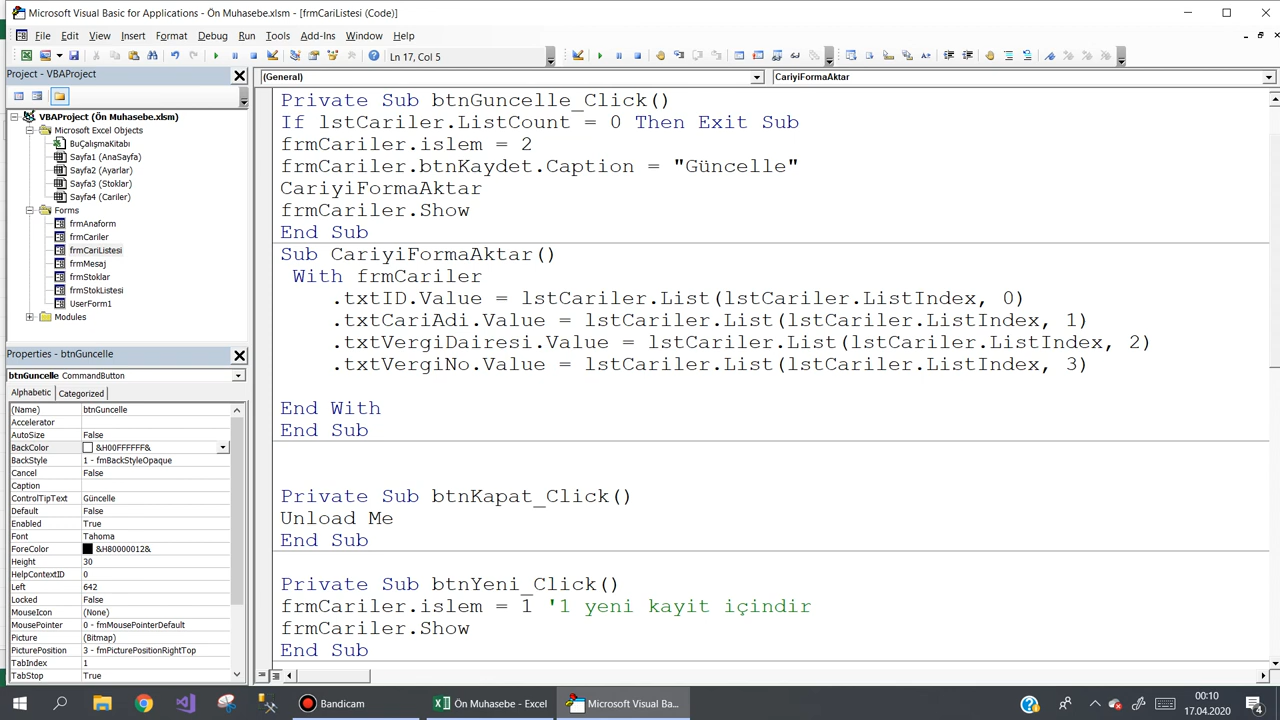 Microsoft Visual Basic for Applications - Ön Muhasebe.xlsm - [frmCariListesi (Code)]
File Edit View Insert Format Debug Run Tools Add-Ins Window Help
Ln 17, Col 5
Project - VBAProject
VBAProject (Ön Muhasebe.xlsm)
Microsoft Excel Objects
BuÇalışmaKitabı
Sayfa1 (AnaSayfa)
Sayfa2 (Ayarlar)
Sayfa3 (Stoklar)
Sayfa4 (Cariler)
Forms
frmAnaform
frmCariler
frmCariListesi
frmMesaj
frmStoklar
frmStokListesi
UserForm1
Modules
Properties - btnGuncelle
btnGuncelle CommandButton
Alphabetic Categorized
(Name) btnGuncelle
Accelerator
AutoSize False
BackColor &H00FFFFFF&
BackStyle 1 - fmBackStyleOpaque
Cancel False
Caption
ControlTipText Güncelle
Default False
Enabled True
Font Tahoma
ForeColor &H80000012&
Height 30
HelpContextID 0
Left 642
Locked False
MouseIcon (None)
MousePointer 0 - fmMousePointerDefault
Picture (Bitmap)
PicturePosition 3 - fmPicturePositionRightTop
TabIndex 1
TabStop True
(General) CariyiFormaAktar
Private Sub btnGuncelle_Click()
If lstCariler.ListCount = 0 Then Exit Sub
frmCariler.islem = 2
frmCariler.btnKaydet.Caption = "Güncelle"
CariyiFormaAktar
frmCariler.Show
End Sub
Sub CariyiFormaAktar()
With frmCariler
.txtID.Value = lstCariler.List(lstCariler.ListIndex, 0)
.txtCariAdi.Value = lstCariler.List(lstCariler.ListIndex, 1)
.txtVergiDairesi.Value = lstCariler.List(lstCariler.ListIndex, 2)
.txtVergiNo.Value = lstCariler.List(lstCariler.ListIndex, 3)
End With
End Sub
Private Sub btnKapat_Click()
Unload Me
End Sub
Private Sub btnYeni_Click()
frmCariler.islem = 1 '1 yeni kayit içindir
frmCariler.Show
End Sub
Bandicam
Ön Muhasebe - Excel
Microsoft Visual Ba...
00:10
17.04.2020
4